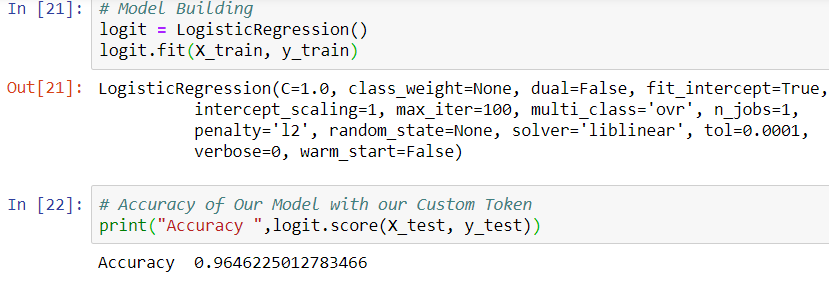 In [21]: # Model Building
logit = LogisticRegression()
logit.fit(X_train, y_train)
Out[21]: LogisticRegression(C=1.0, class_weight=None, dual=False, fit_intercept=True,
intercept_scaling=1, max_iter=100, multi_class='ovr', n_jobs=1,
penalty='l2', random_state=None, solver='liblinear', tol=0.0001,
verbose=0, warm_start=False)
In [22]: # Accuracy of Our Model with our Custom Token
print("Accuracy ",logit.score(X_test, y_test))
Accuracy  0.9646225012783466